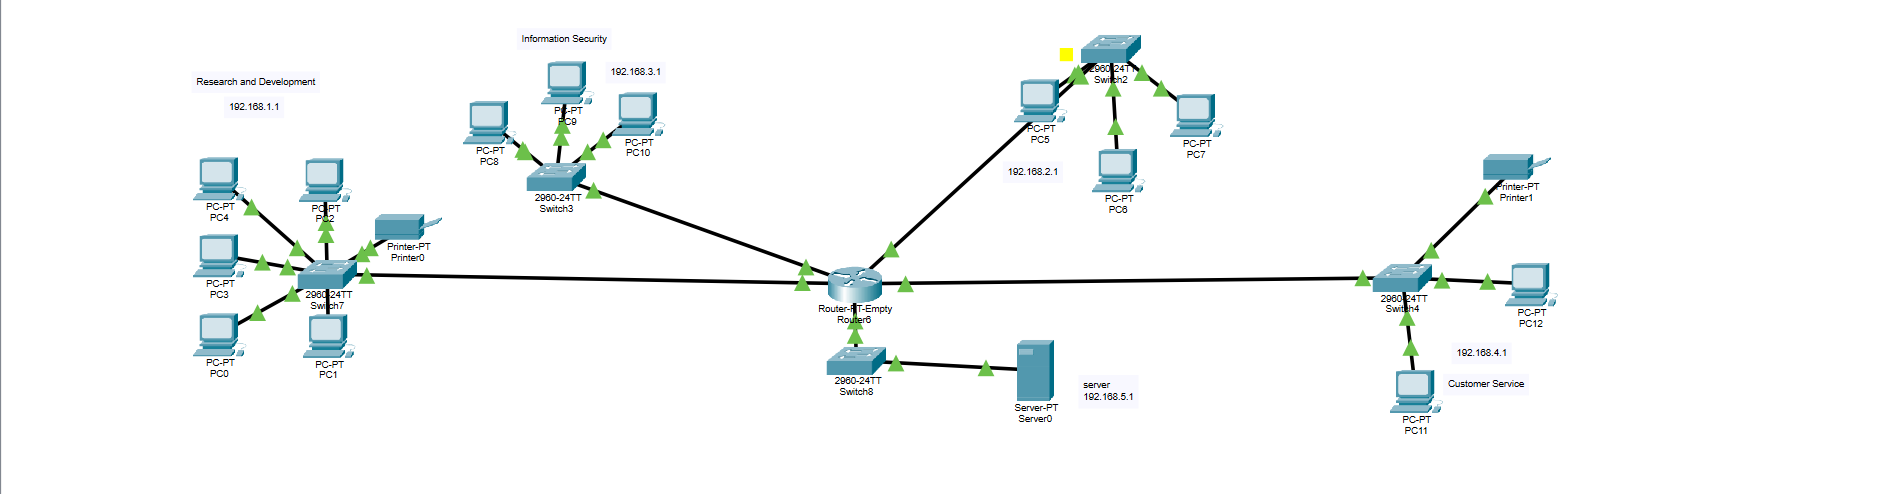 Information Security
192.168.3.1
Research and Development
192.168.1.1
PC-PT
PC8
PC-PT
PC9
PC-PT
PC10
2960-24TT
Switch3
2960-24TT
Switch2
PC-PT
PC5
PC-PT
PC7
192.168.2.1
PC-PT
PC6
PC-PT
PC4
PC-PT
PC2
Printer-PT
Printer0
PC-PT
PC3
2960-24TT
Switch7
PC-PT
PC0
PC-PT
PC1
Router-PT-Empty
Router6
2960-24TT
Switch8
Server-PT
Server0
server
192.168.5.1
Printer-PT
Printer1
2960-24TT
Switch4
PC-PT
PC12
192.168.4.1
Customer Service
PC-PT
PC11